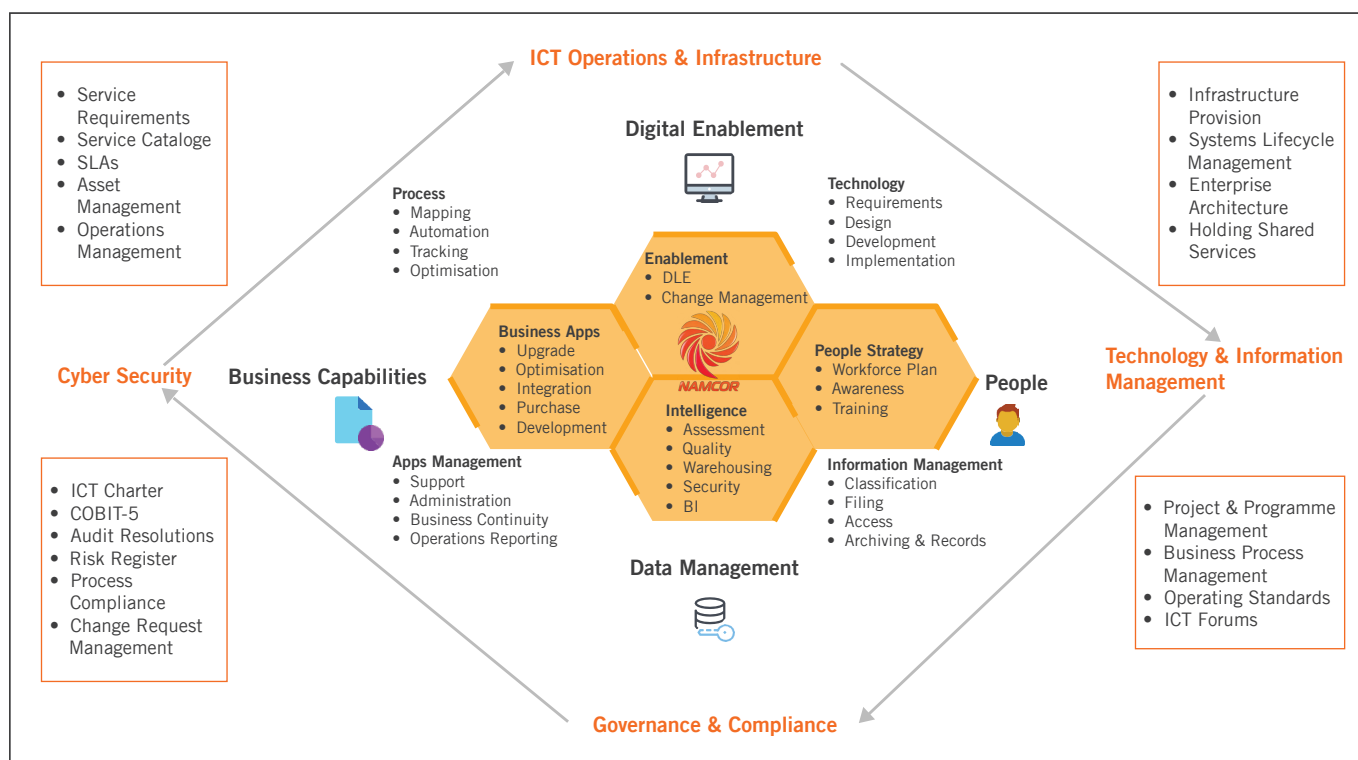 ICT Operations & Infrastructure
• Service
Requirements
• Service Cataloge
• SLAs
• Asset
Management
• Operations
Management
• Infrastructure
Provision
• Systems Lifecycle
Management
• Enterprise
Architecture
• Holding Shared
Services
Digital Enablement
Process
• Mapping
• Automation
• Tracking
• Optimisation
Technology
• Requirements
• Design
• Development
• Implementation
Enablement
• DLE
• Change Management
Cyber Security
Business Capabilities
Business Apps
• Upgrade
• Optimisation
• Integration
• Purchase
• Development
NAMCOR
People Strategy
• Workforce Plan
• Awareness
• Training
People
Technology & Information
Management
Intelligence
• Assessment
• Quality
• Warehousing
• Security
• BI
Apps Management
• Support
• Administration
• Business Continuity
• Operations Reporting
Information Management
• Classification
• Filing
• Access
• Archiving & Records
• ICT Charter
• COBIT-5
• Audit Resolutions
• Risk Register
• Process
Compliance
• Change Request
Management
• Project & Programme
Management
• Business Process
Management
• Operating Standards
• ICT Forums
Data Management
Governance & Compliance